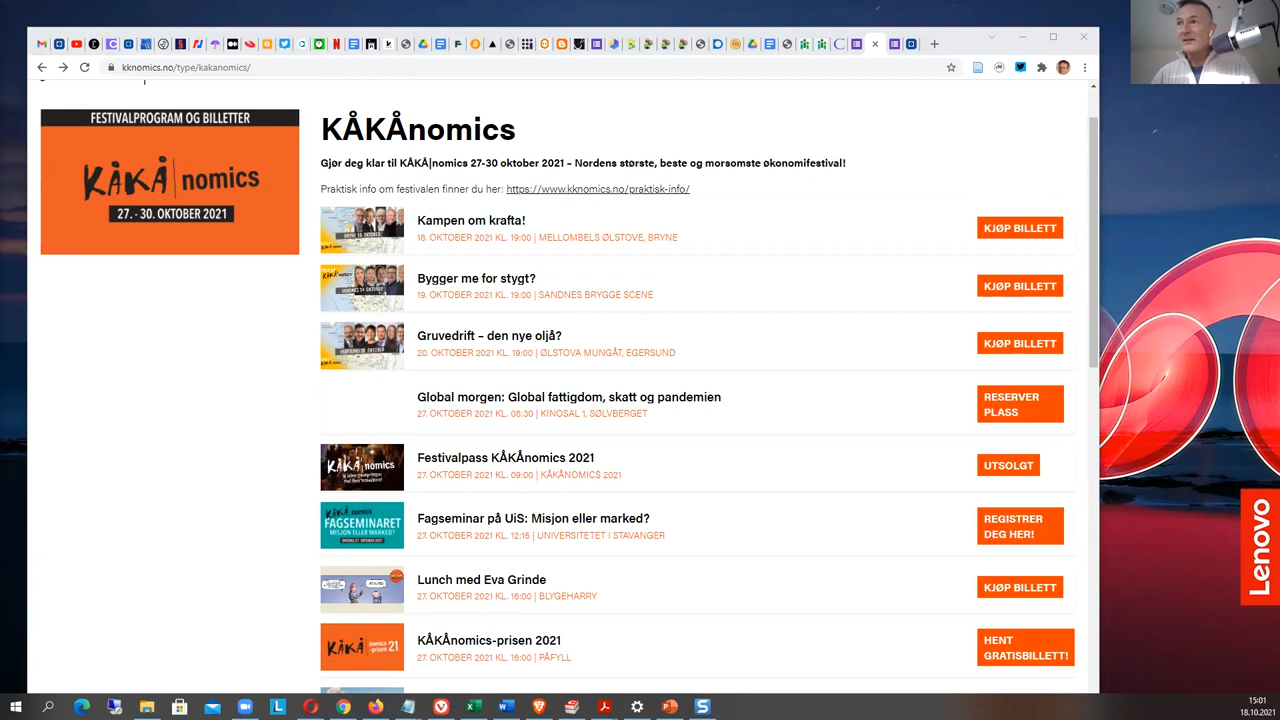 kknomics.no/type/kakanomics/
FESTIVALPROGRAM OG BILLETTER
KÅKÅ|nomics
27. - 30. OKTOBER 2021
KÅKÅnomics
Gjør deg klar til KÅKÅ|nomics 27-30 oktober 2021 – Nordens største, beste og morsomste økonomifestival!
Praktisk info om festivalen finner du her: https://www.kknomics.no/praktisk-info/
Kampen om krafta!
18. OKTOBER 2021 KL. 19:00 | MELLOMBELS ØLSTOVE, BRYNE
KJØP BILLETT
Bygger me for stygt?
19. OKTOBER 2021 KL. 19:00 | SANDNES BRYGGE SCENE
KJØP BILLETT
Gruvedrift – den nye oljå?
20. OKTOBER 2021 KL. 19:00 | ØLSTOVA MUNGÅT, EGERSUND
KJØP BILLETT
Global morgen: Global fattigdom, skatt og pandemien
27. OKTOBER 2021 KL. 08:30 | KINOSAL 1, SØLVBERGET
RESERVER
PLASS
KÅKÅ|nomics
Festivalpass KÅKÅnomics 2021
27. OKTOBER 2021 KL. 09:00 | KÅKÅNOMICS 2021
UTSOLGT
KÅKÅ nomics
FAGSEMINARET
MISJON ELLER MARKED?
Fagseminar på UiS: Misjon eller marked?
27. OKTOBER 2021 KL. 12:15 | UNIVERSITETET I STAVANGER
REGISTRER
DEG HER!
Lunch med Eva Grinde
27. OKTOBER 2021 KL. 16:00 | BLYGEHARRY
KJØP BILLETT
KÅKÅ nomics -prisen 21
KÅKÅnomics-prisen 2021
27. OKTOBER 2021 KL. 16:00 | PÅFYLL
HENT
GRATISBILLETT!
Lenovo
15:01
18.10.2021